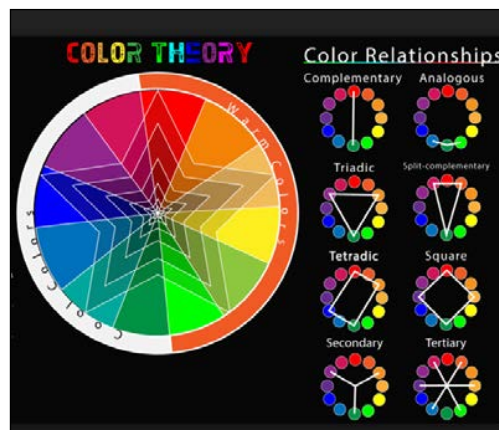 COLOR THEORY
Warm Colors
Cool Colors
Color Relationships
Complementary
Analogous
Triadic
Split-complementary
Tetradic
Square
Secondary
Tertiary